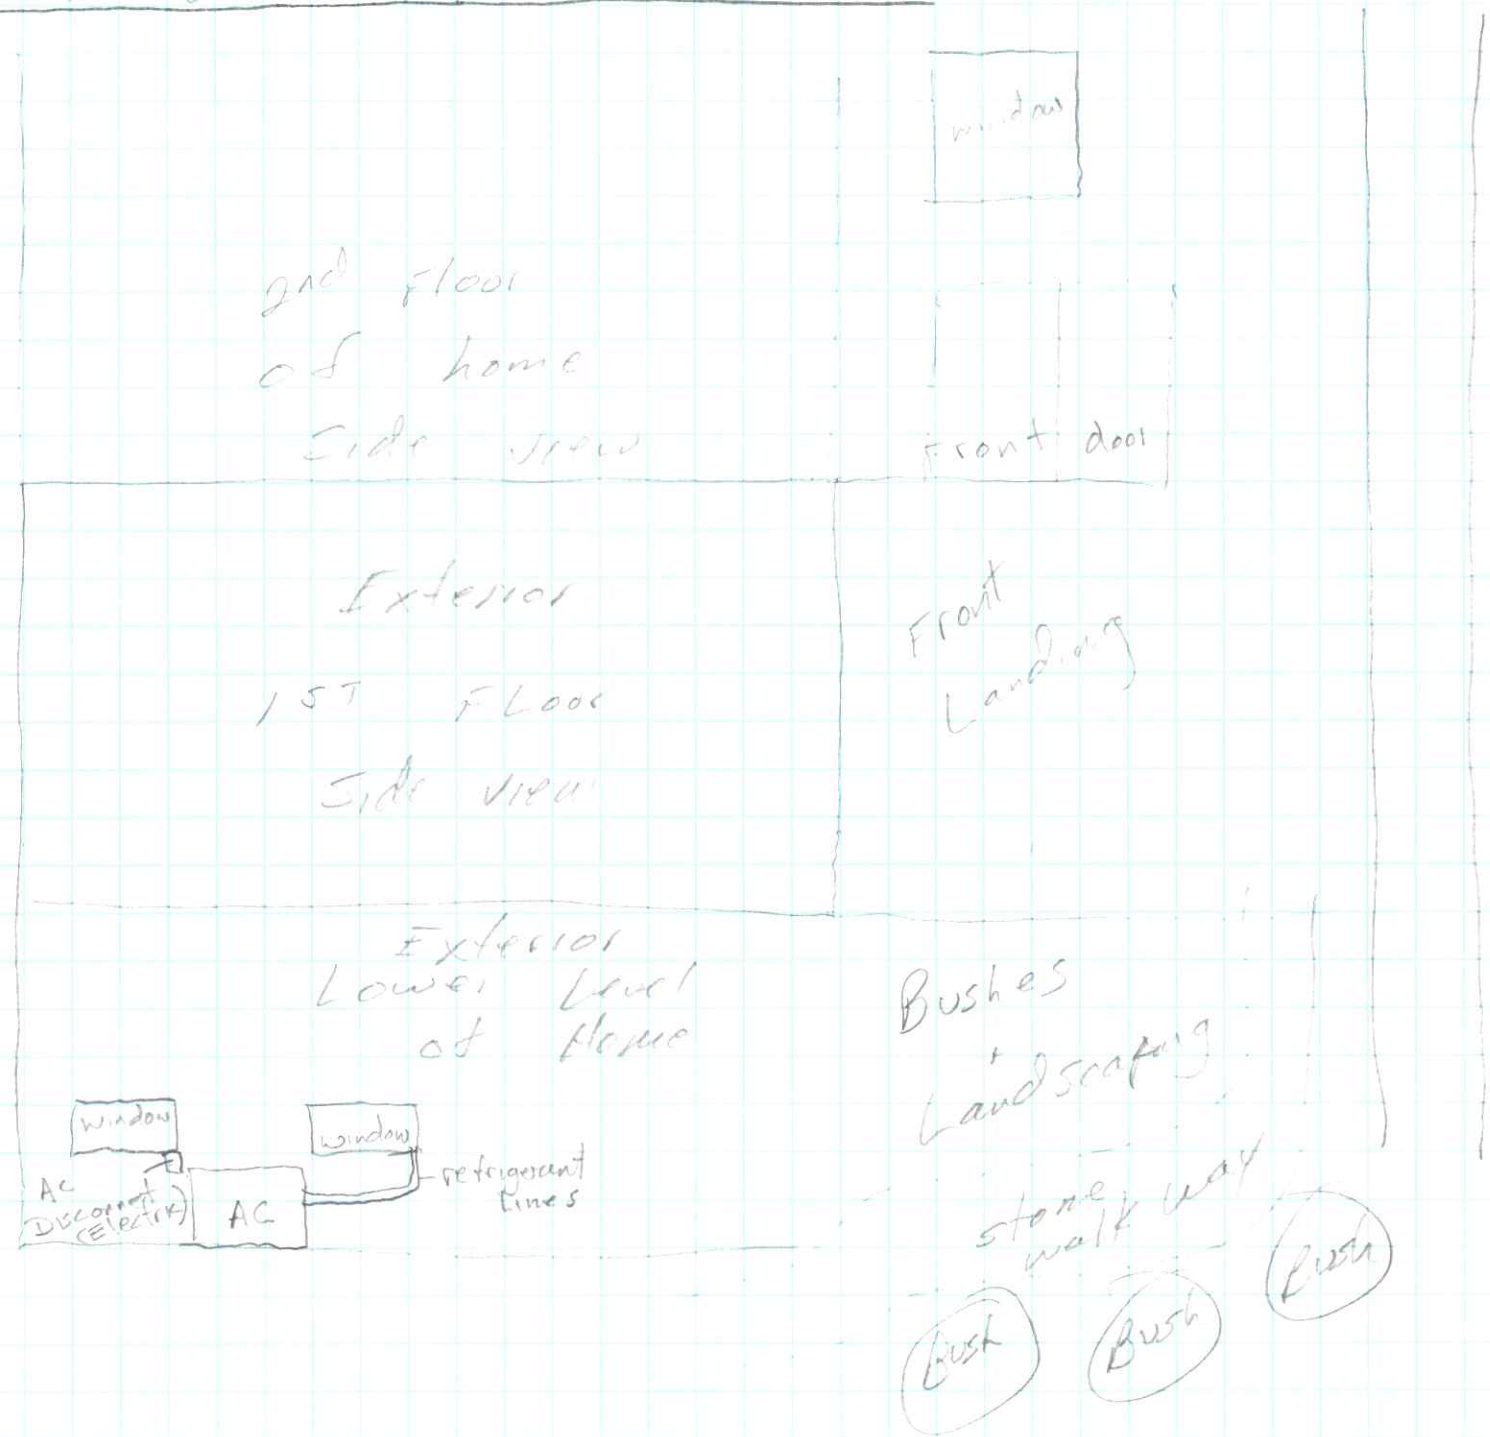 window
2nd Floor
of home
Side view
Front door
Exterior
1ST FLOOR
Side view
Front
Landing
Exterior
Lower Level
of Home
Bushes
+
Landscaping
window
window
refrigerant
Lines
AC
Disconnect
(Electric)
AC
stone
walk way
Bush
Bush
Bush